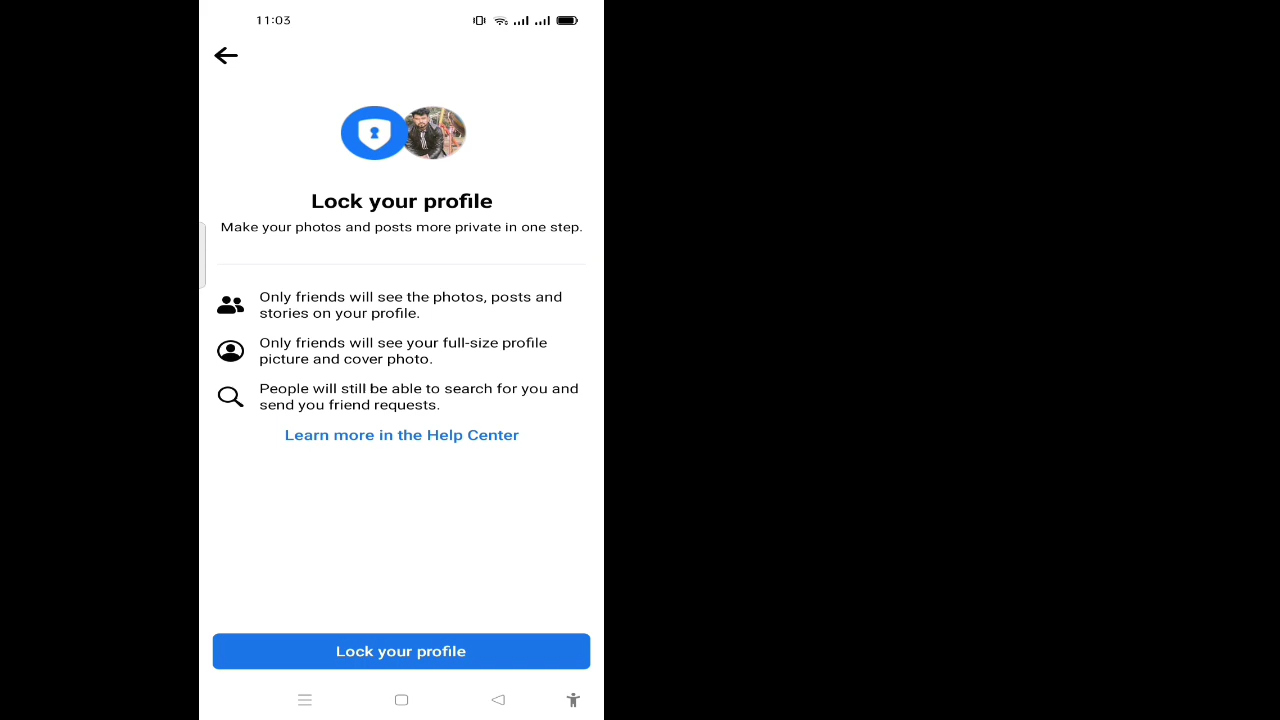 11:03
Lock your profile
Make your photos and posts more private in one step.
Only friends will see the photos, posts and
stories on your profile.
Only friends will see your full-size profile
picture and cover photo.
People will still be able to search for you and
send you friend requests.
Learn more in the Help Center
Lock your profile